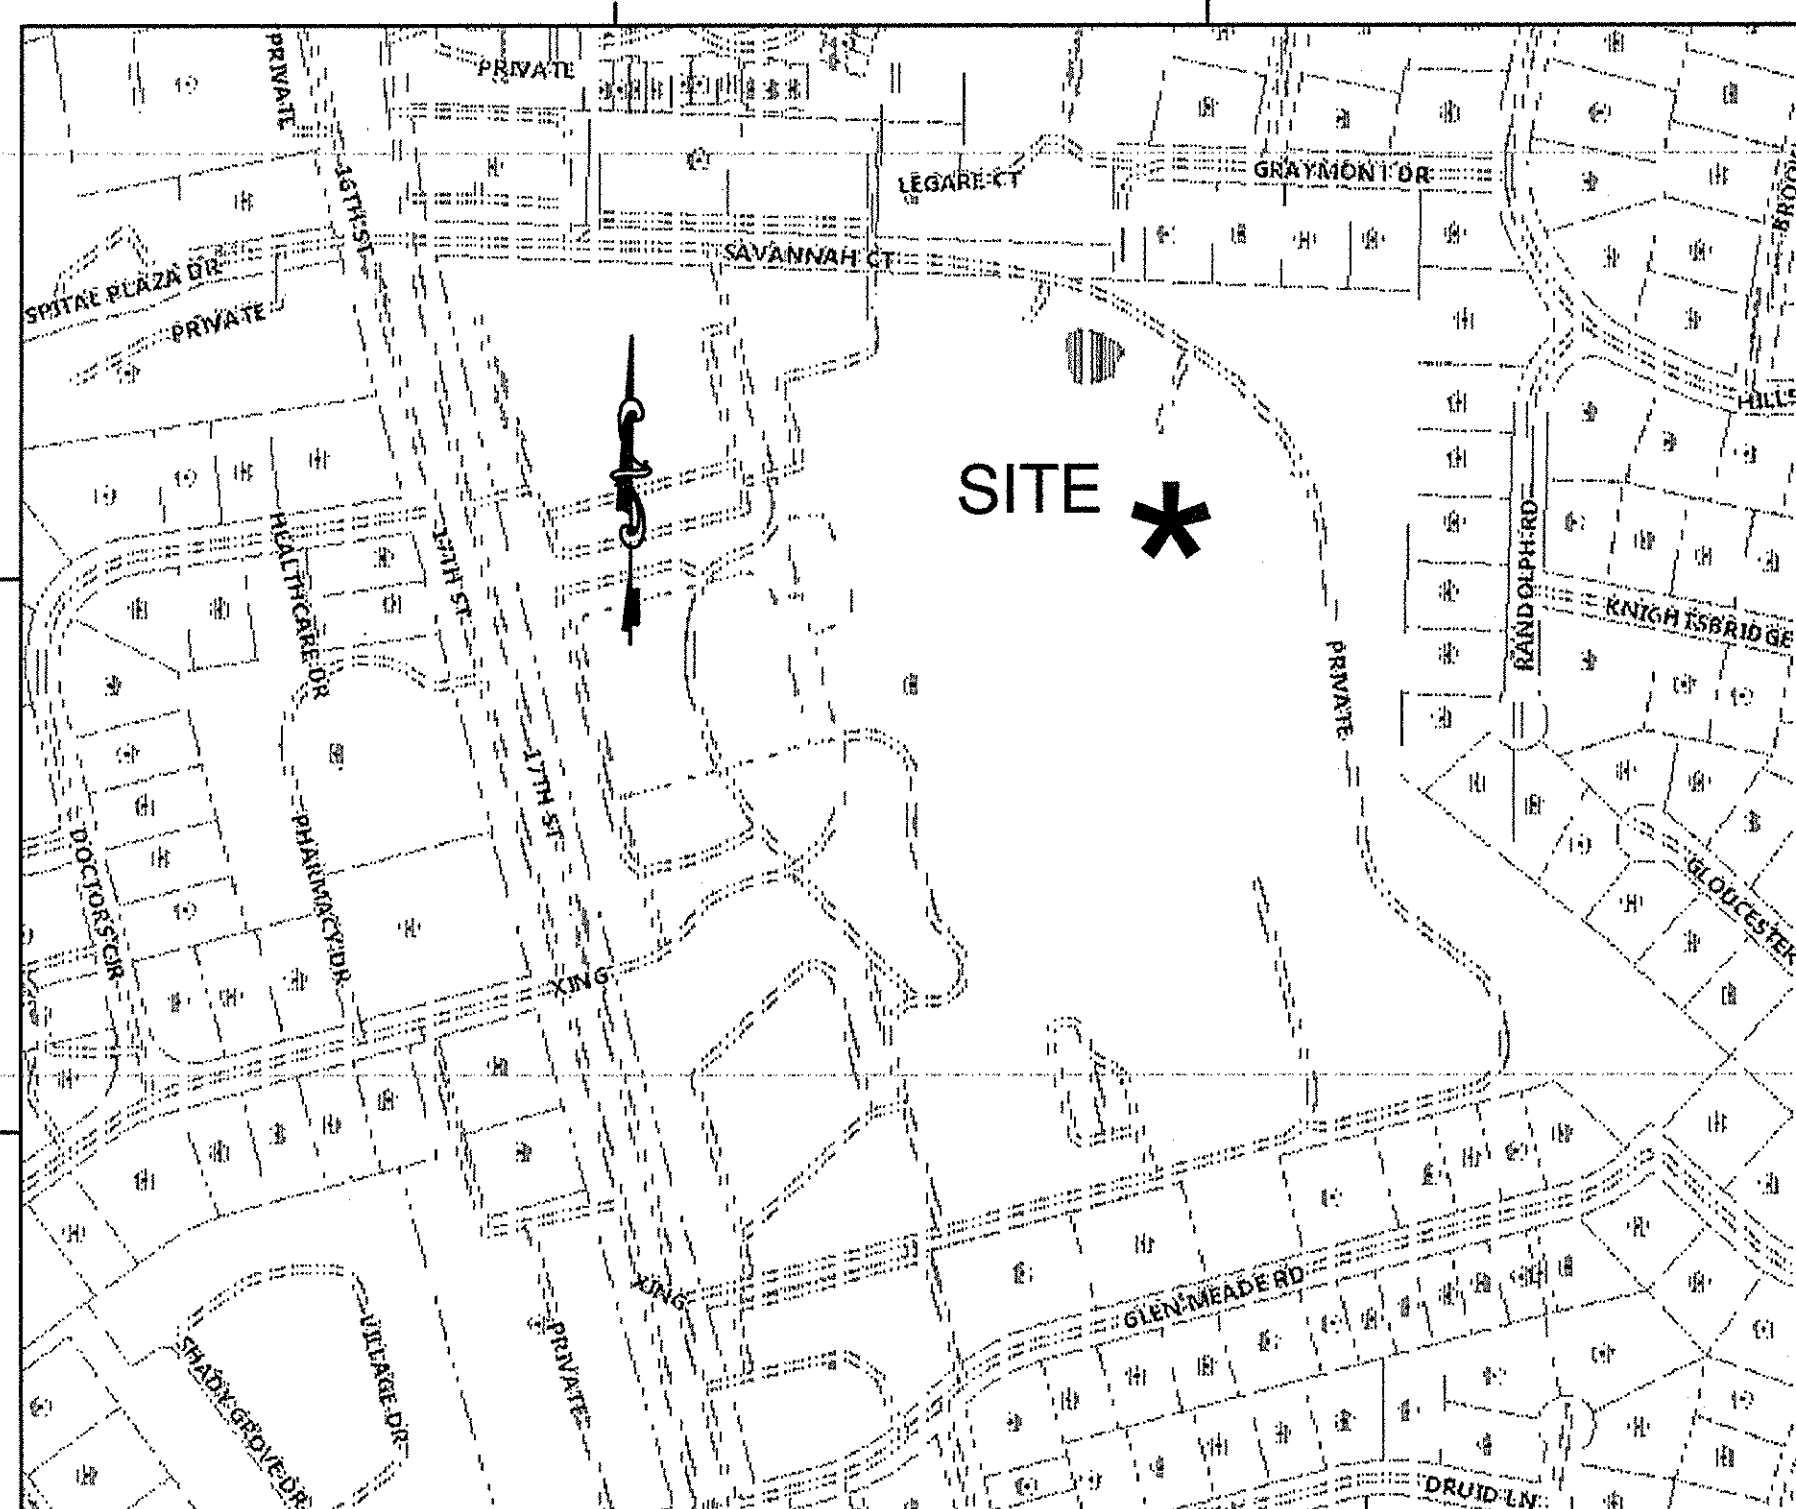 PRIVATE
PRIVATE
16TH ST
LEGARE CT
GRAYMONT DR
SAVANNAH CT
SPITAL PLAZA DR
PRIVATE
HILLS
SITE *
HEALTHCARE DR
17TH ST
RANDOLPH RD
KNIGHTSBRIDGE
PRIVATE
17TH ST
DOCTOR'S CIR
PHARMACY DR
GLOUCESTER
XING
XING
GLEN MEADE RD
SHADY GROVE DR
VILLAGE DR
PRIVATE
DRUID LN